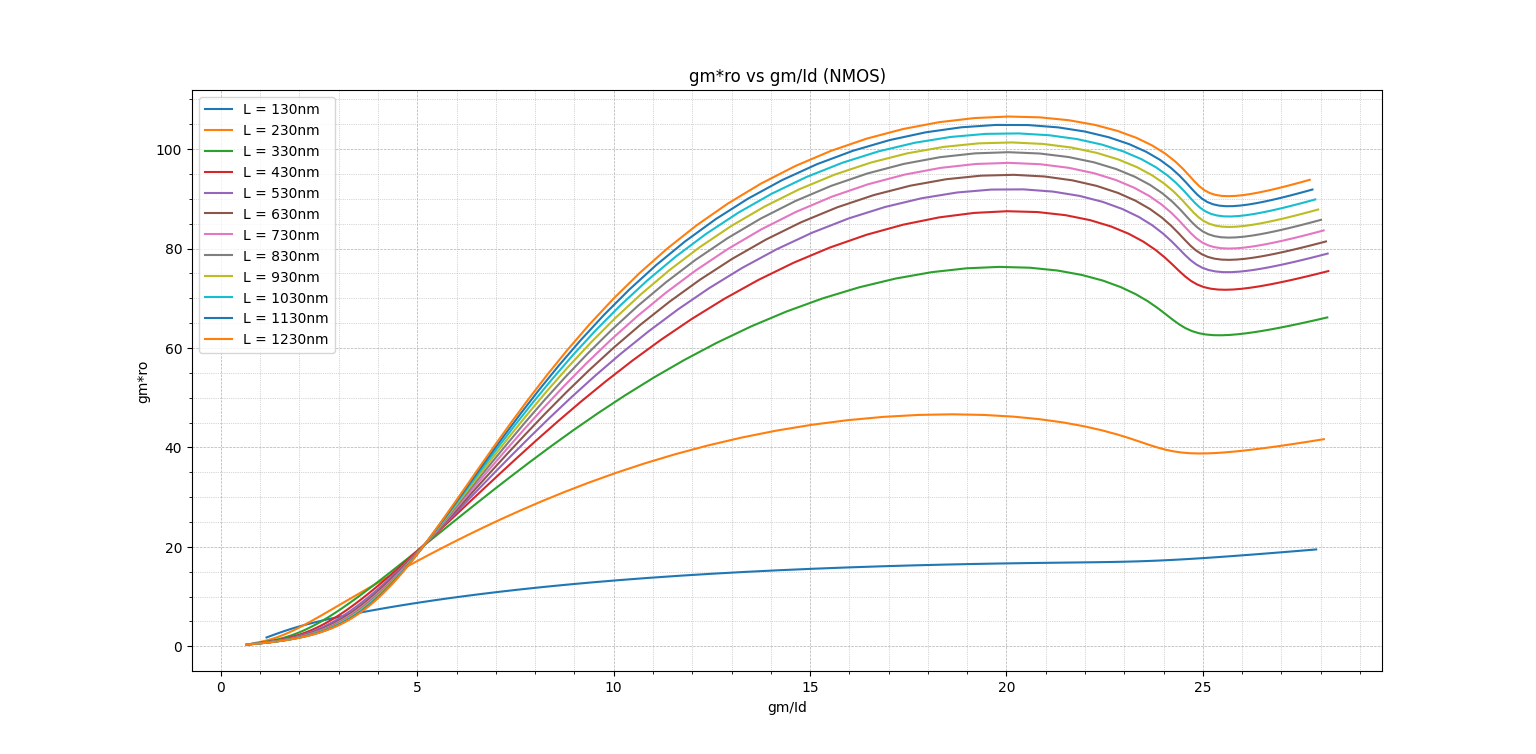 gm*ro vs gm/Id (NMOS)
L = 130nm
L = 230nm
L = 330nm
L = 430nm
L = 530nm
L = 630nm
L = 730nm
L = 830nm
L = 930nm
L = 1030nm
L = 1130nm
L = 1230nm
100
80
60
40
20
0
gm*ro
0 5 10 15 20 25
gm/Id